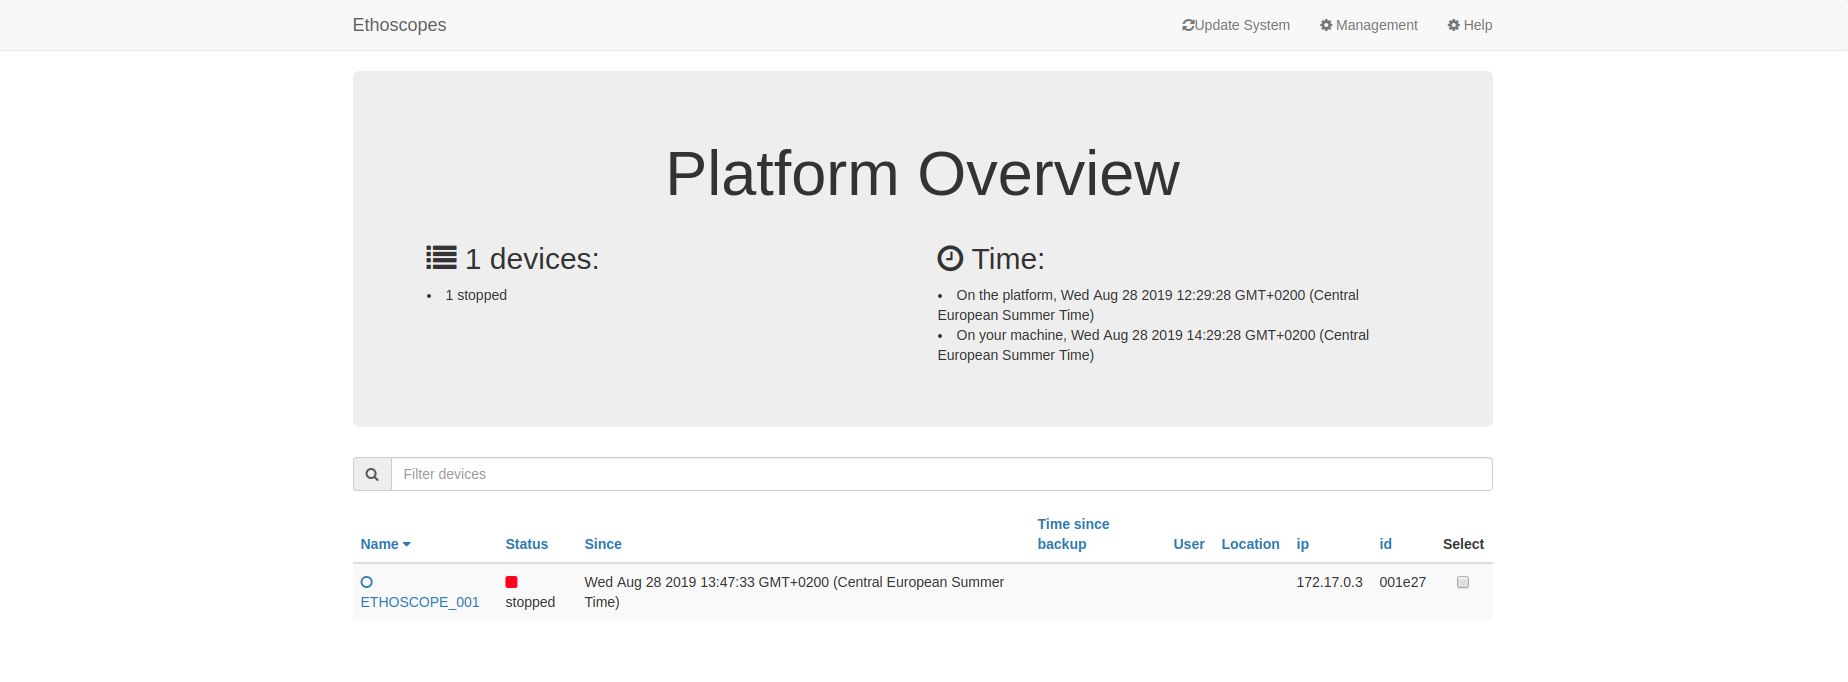 Ethoscopes
Update System Management Help
Platform Overview
1 devices:
• 1 stopped
Time:
• On the platform, Wed Aug 28 2019 12:29:28 GMT+0200 (Central
European Summer Time)
• On your machine, Wed Aug 28 2019 14:29:28 GMT+0200 (Central
European Summer Time)
Filter devices
Name Status Since Time since backup User Location ip id Select
ETHOSCOPE_001 stopped Wed Aug 28 2019 13:47:33 GMT+0200 (Central European Summer
Time) 172.17.0.3 001e27